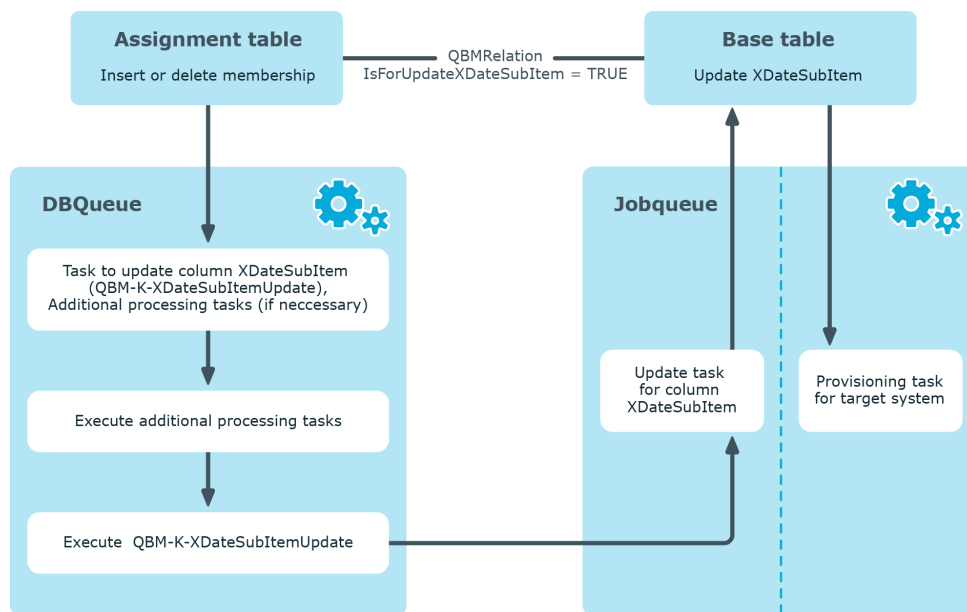 Assignment table
Insert or delete membership
QBMRelation
IsForUpdateXDateSubItem = TRUE
Base table
Update XDateSubItem
DBQueue
Task to update column XDateSubItem
(QBM-K-XDateSubItemUpdate),
Additional processing tasks (if neccessary)
Execute additional processing tasks
Execute QBM-K-XDateSubItemUpdate
Jobqueue
Update task
for column
XDateSubItem
Provisioning task
for target system